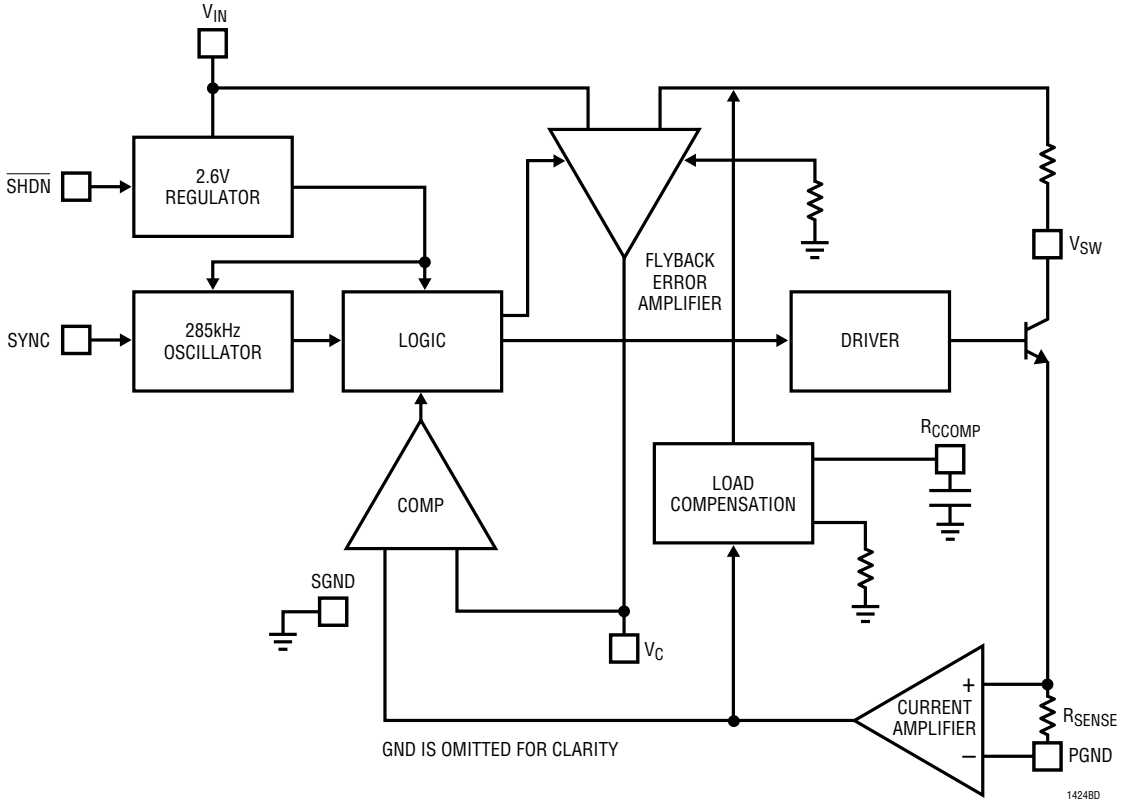 VIN
SHDN
2.6V
REGULATOR
FLYBACK
ERROR
AMPLIFIER
VSW
SYNC
285kHz
OSCILLATOR
LOGIC
DRIVER
RCCOMP
COMP
LOAD
COMPENSATION
SGND
VC
+
CURRENT
AMPLIFIER
–
RSENSE
PGND
GND IS OMITTED FOR CLARITY
1424BD